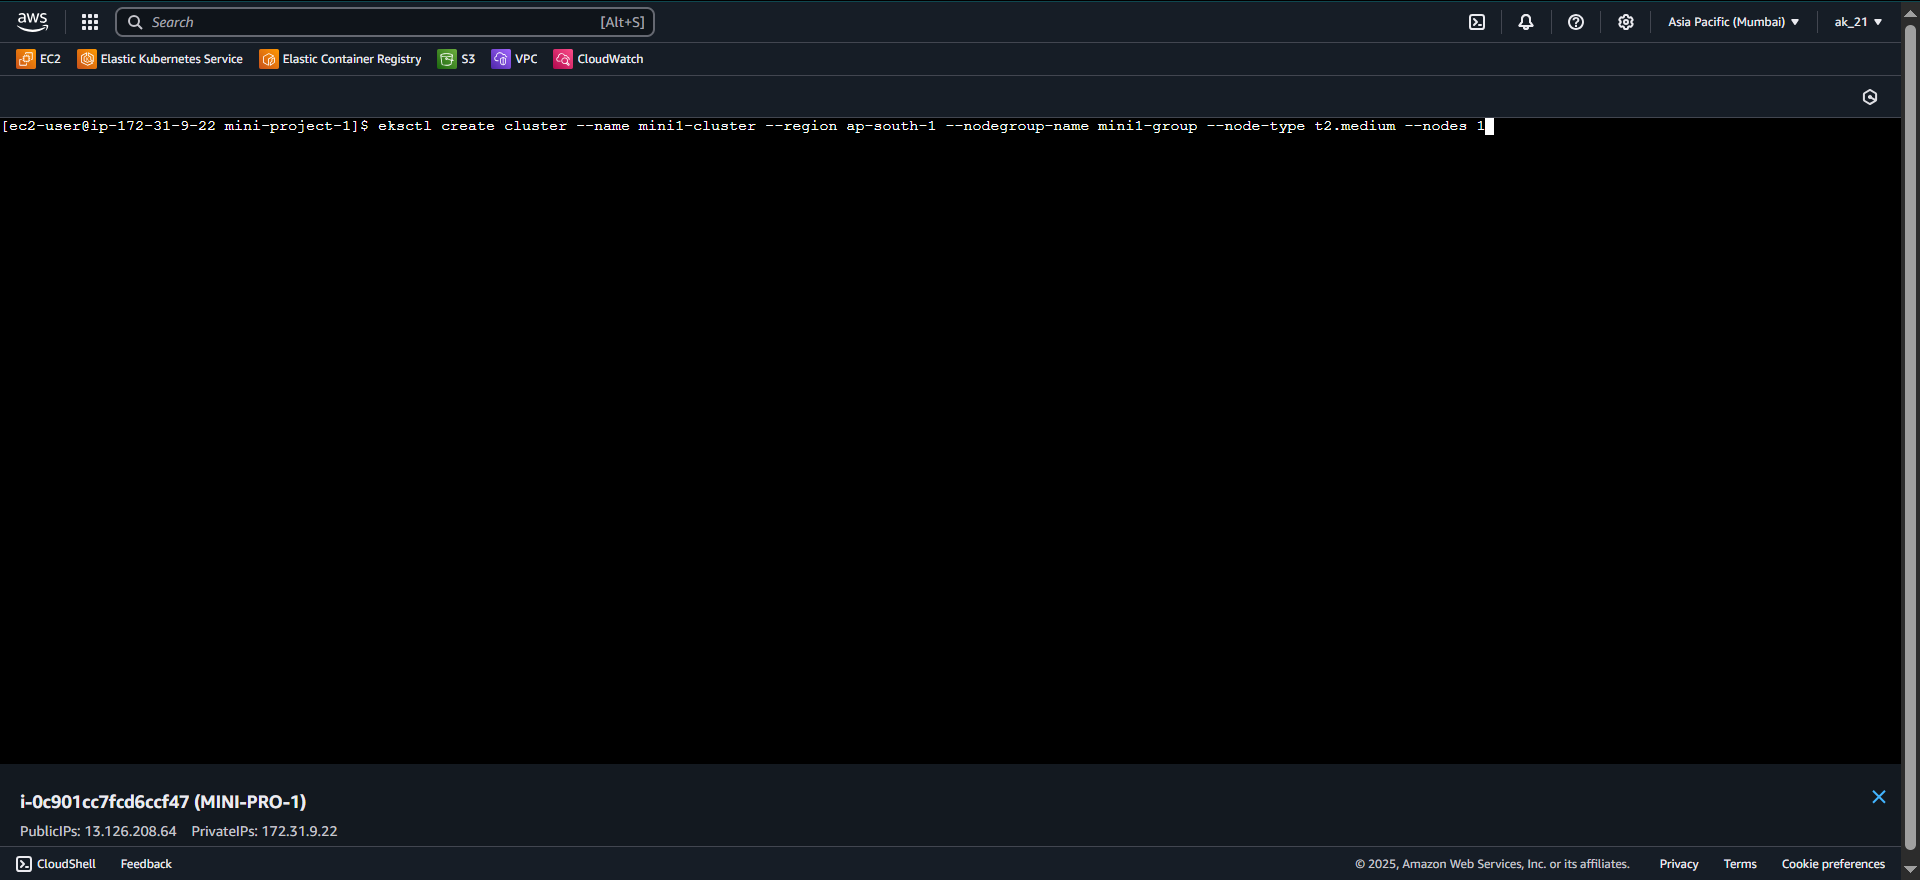 aws
Search [Alt+S]
Asia Pacific (Mumbai) ak_21
EC2 Elastic Kubernetes Service Elastic Container Registry S3 VPC CloudWatch
[ec2-user@ip-172-31-9-22 mini-project-1]$ eksctl create cluster --name mini1-cluster --region ap-south-1 --nodegroup-name mini1-group --node-type t2.medium --nodes 1
i-0c901cc7fcd6ccf47 (MINI-PRO-1)
PublicIPs: 13.126.208.64 PrivateIPs: 172.31.9.22
CloudShell Feedback © 2025, Amazon Web Services, Inc. or its affiliates. Privacy Terms Cookie preferences